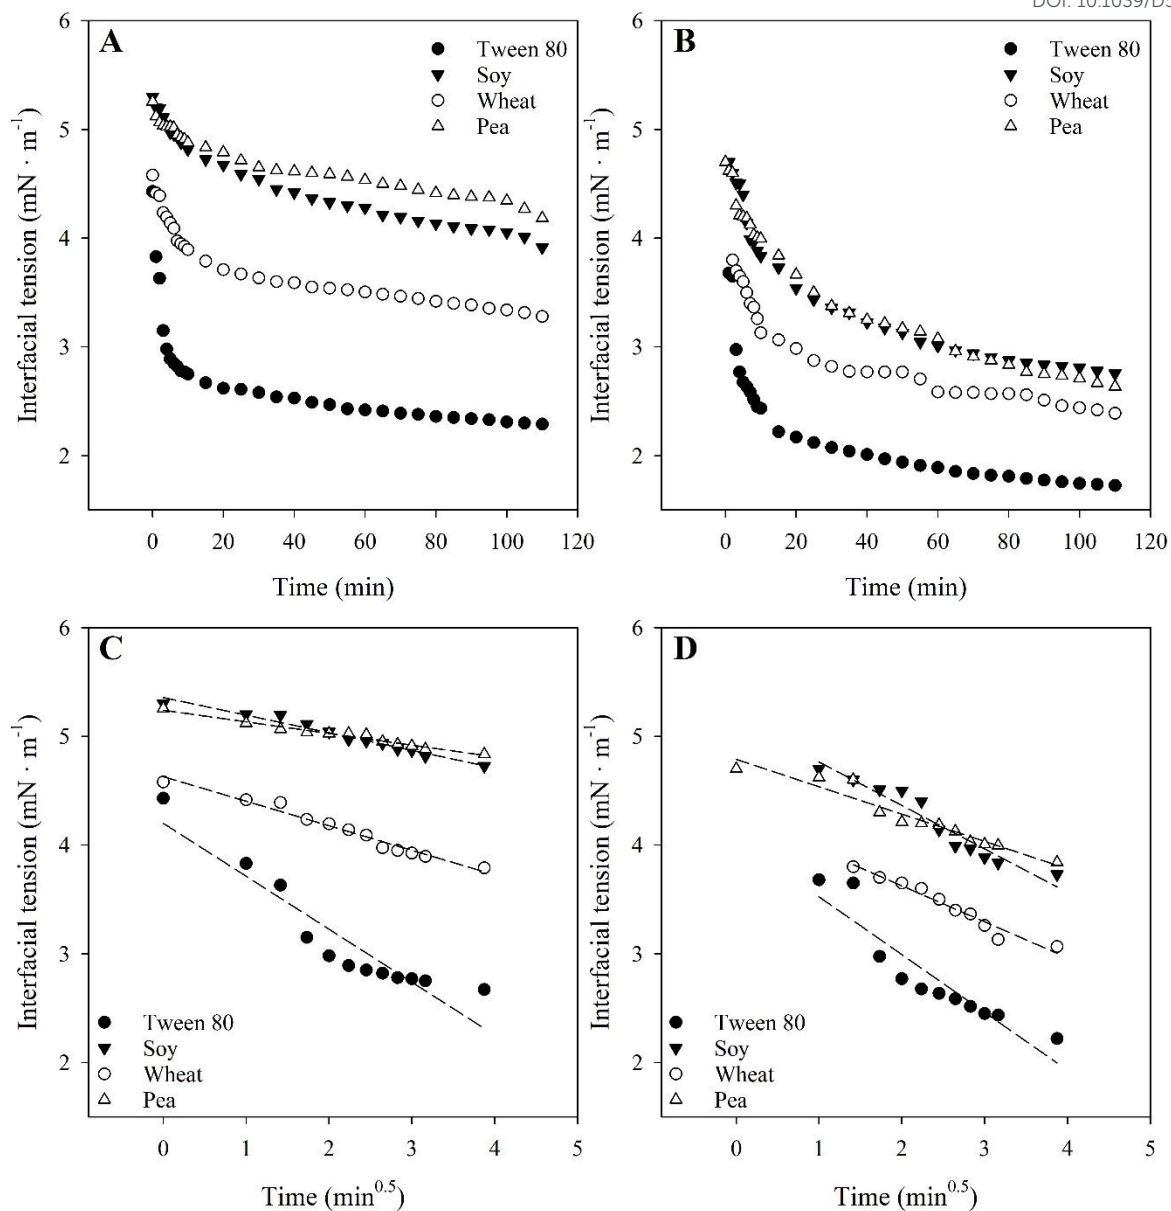 DOI: 10.1039/D5
A
Tween 80
Soy
Wheat
Pea
Interfacial tension (mN · m⁻¹)
6
5
4
3
2
0 20 40 60 80 100 120
Time (min)
B
Tween 80
Soy
Wheat
Pea
Interfacial tension (mN · m⁻¹)
6
5
4
3
2
0 20 40 60 80 100 120
Time (min)
C
Interfacial tension (mN · m⁻¹)
6
5
4
3
2
Tween 80
Soy
Wheat
Pea
0 1 2 3 4 5
Time (min⁰·⁵)
D
Interfacial tension (mN · m⁻¹)
6
5
4
3
2
Tween 80
Soy
Wheat
Pea
0 1 2 3 4 5
Time (min⁰·⁵)